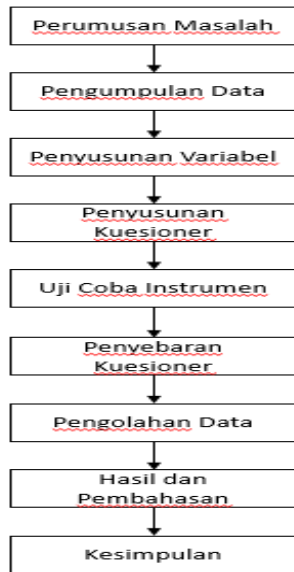 Perumusan Masalah
Pengumpulan Data
Penyusunan Variabel
Penyusunan
Kuesioner
Uji Coba Instrumen
Penyebaran
Kuesioner
Pengolahan Data
Hasil dan
Pembahasan
Kesimpulan